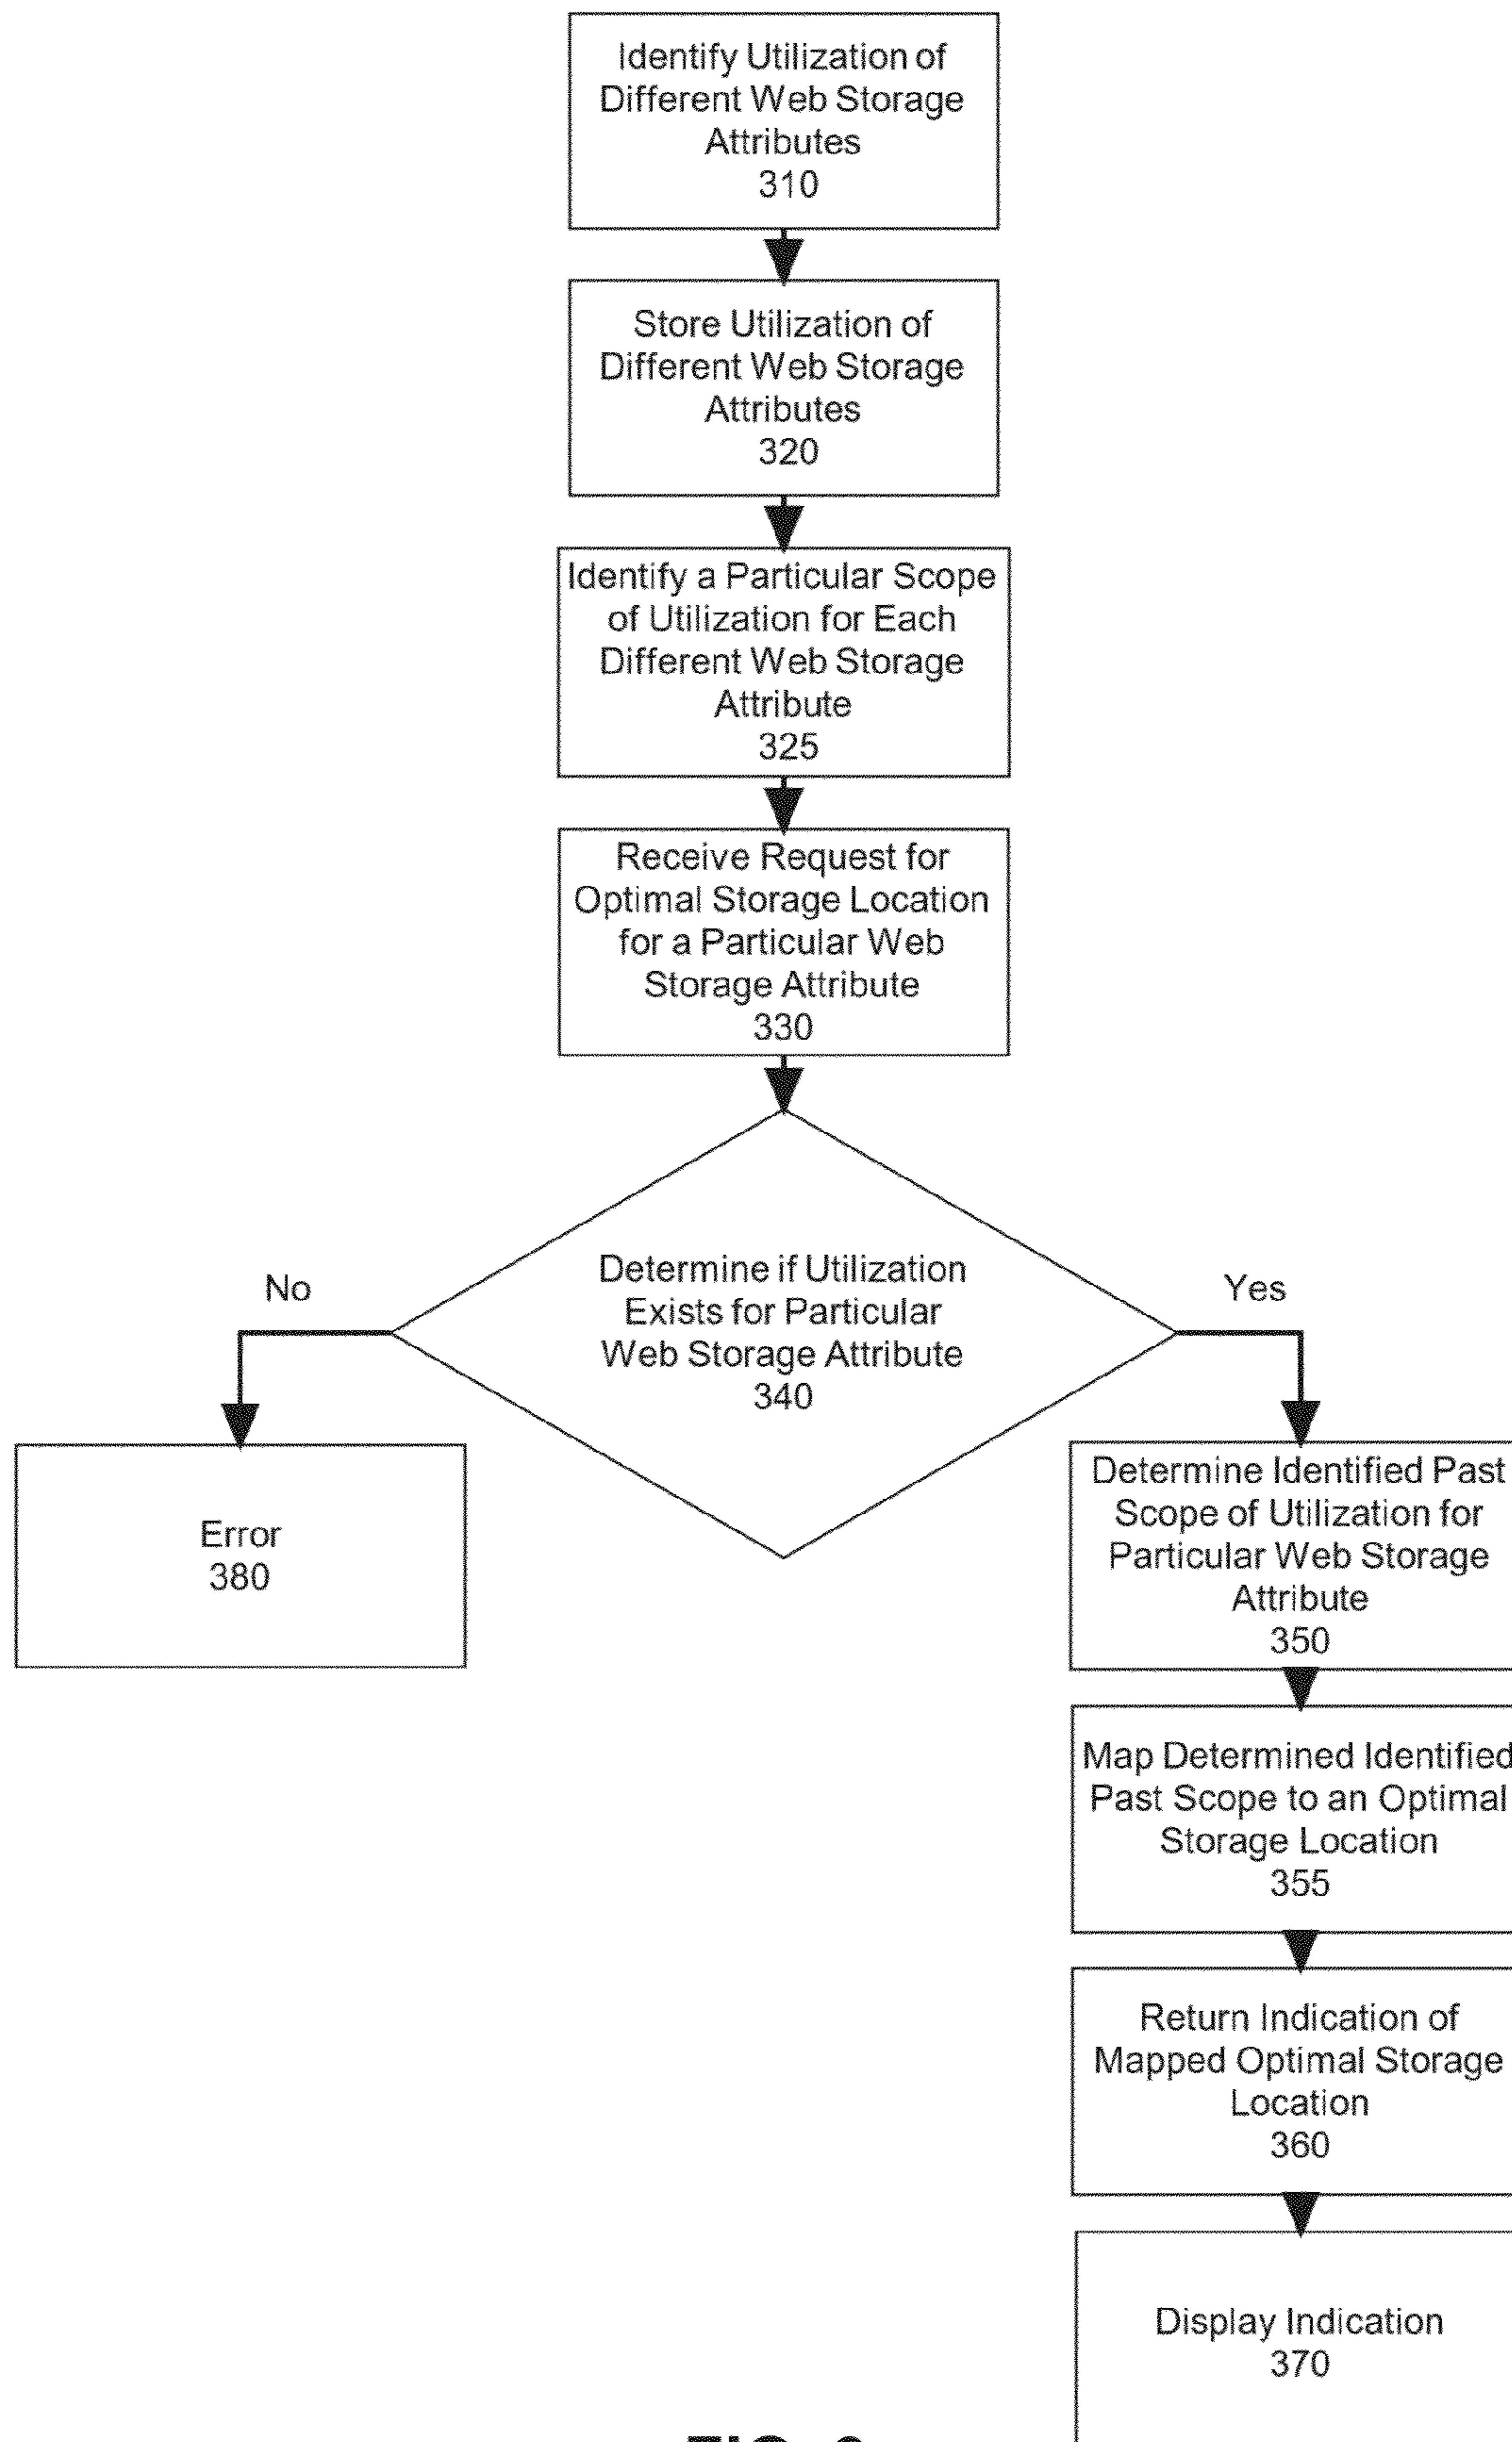 Identify Utilization of
Different Web Storage
Attributes
310
Store Utilization of
Different Web Storage
Attributes
320
Identify a Particular Scope
of Utilization for Each
Different Web Storage
Attribute
325
Receive Request for
Optimal Storage Location
for a Particular Web
Storage Attribute
330
Determine if Utilization
Exists for Particular
Web Storage Attribute
340
No
Yes
Error
380
Determine Identified Past
Scope of Utilization for
Particular Web Storage
Attribute
350
Map Determined Identified
Past Scope to an Optimal
Storage Location
355
Return Indication of
Mapped Optimal Storage
Location
360
Display Indication
370